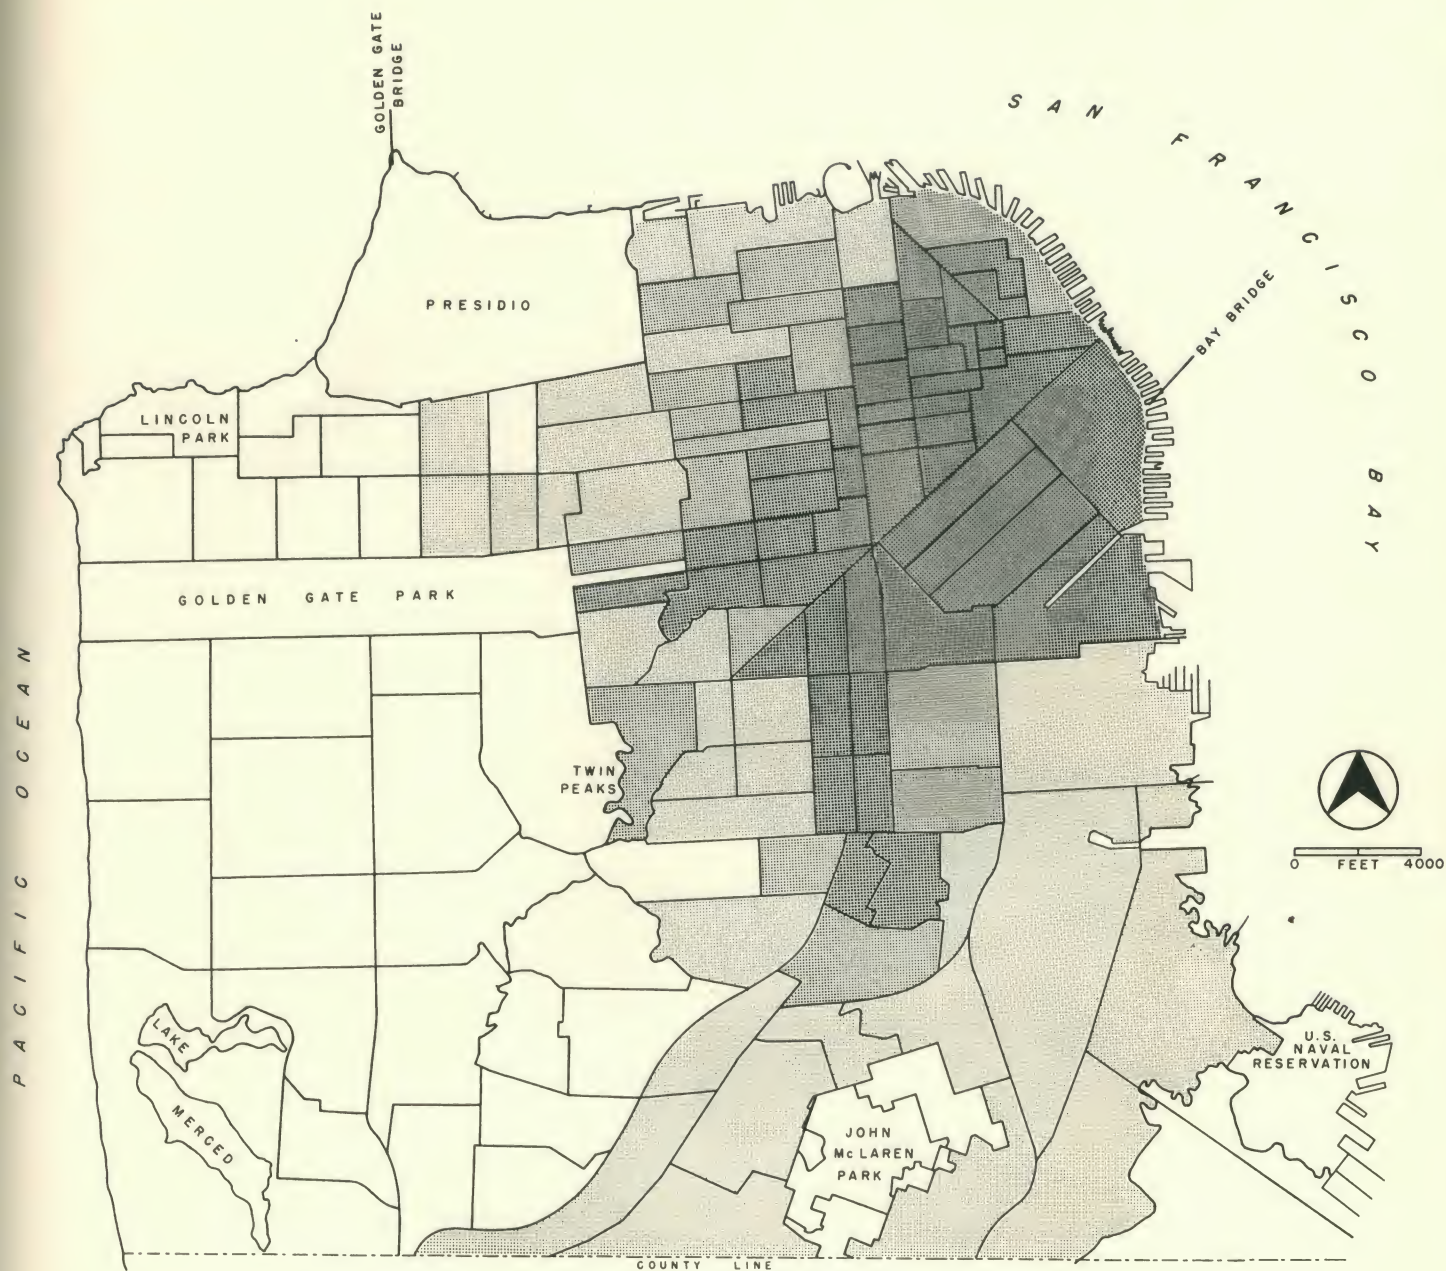 GOLDEN GATE
BRIDGE
SAN FRANCISCO BAY
BAY BRIDGE
PRESIDIO
LINCOLN
PARK
GOLDEN GATE PARK
PACIFIC OCEAN
TWIN
PEAKS
0 FEET 4000
LAKE
MERCED
U.S.
NAVAL
RESERVATION
JOHN
McLAREN
PARK
COUNTY LINE